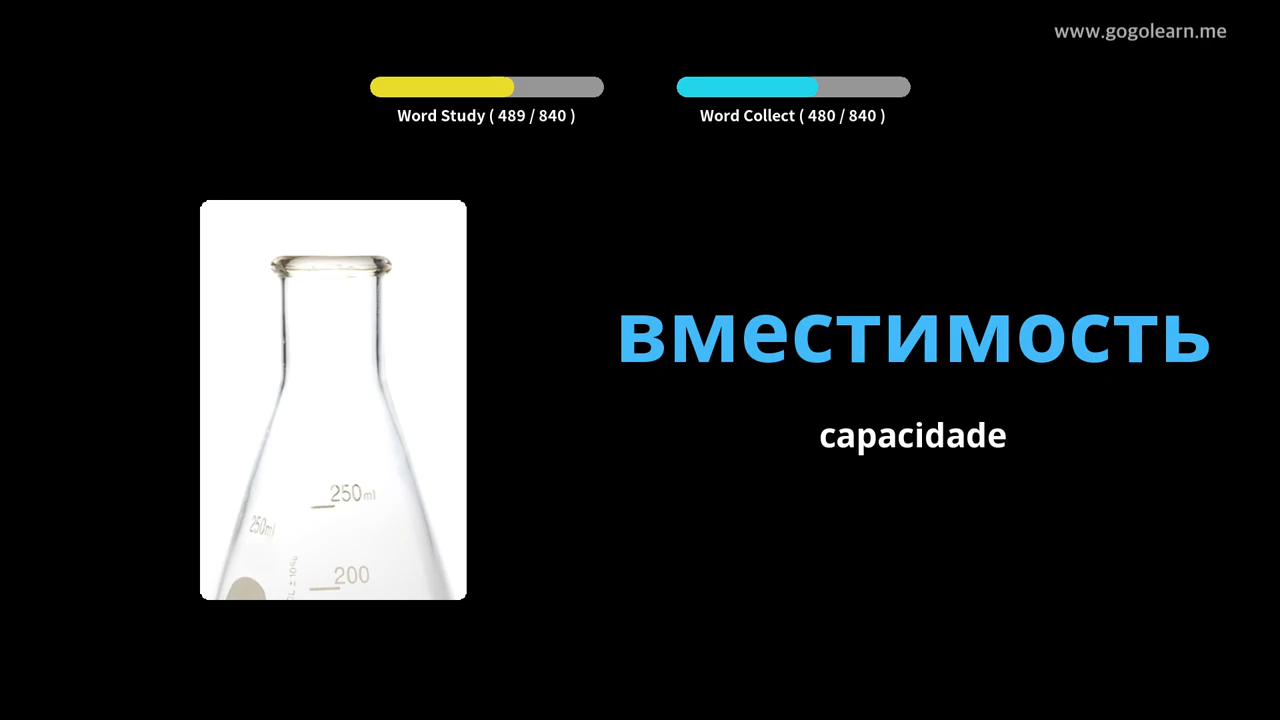 www.gogolearn.me
Word Study ( 489 / 840 )
Word Collect ( 480 / 840 )
вместимость
capacidade
250ml
250ml
200